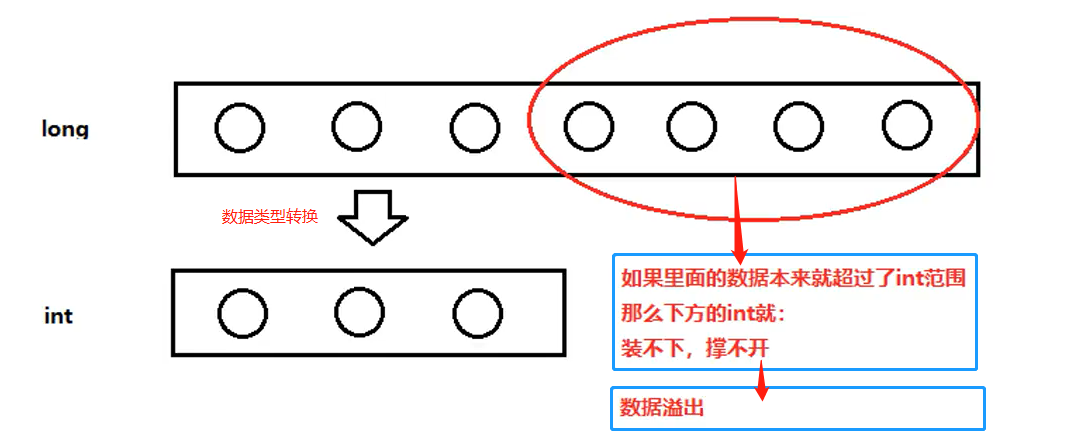 long
数据类型转换
int
如果里面的数据本来就超过了int范围
那么下方的int就：
装不下，撑不开
数据溢出